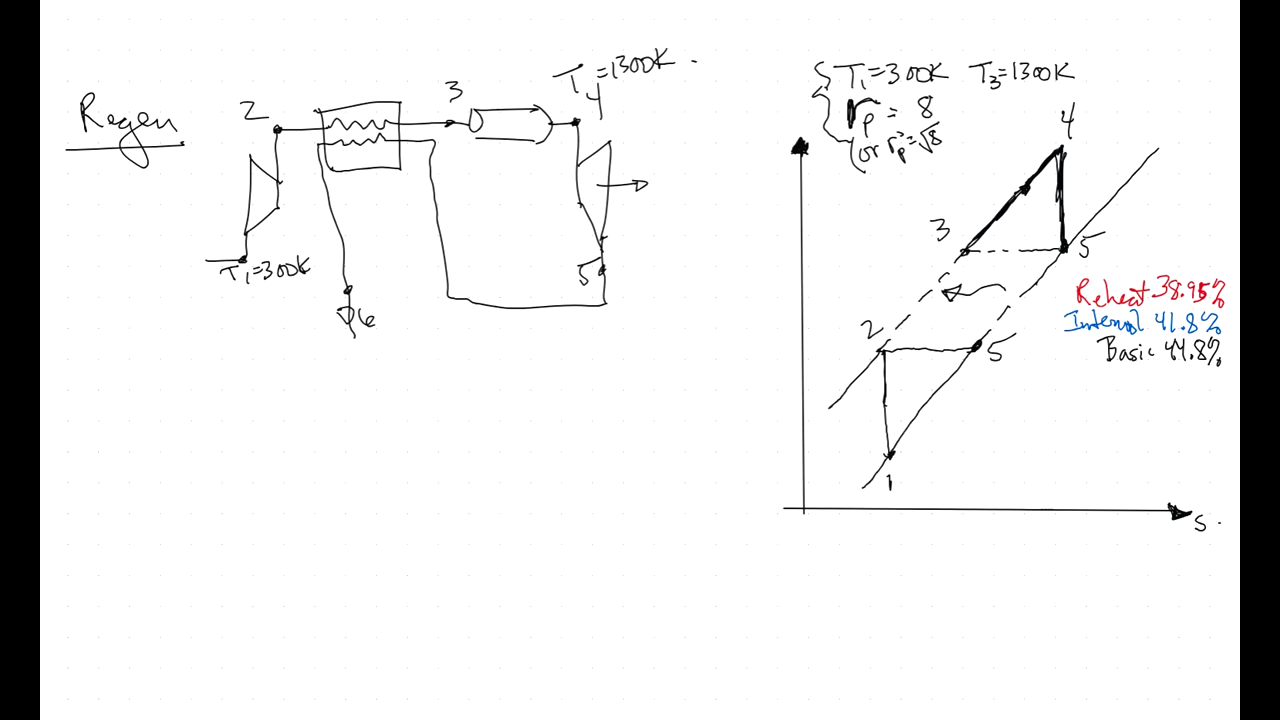 Regen
2
3
T4 = 1300K
T1 = 300K
5
6
{ T1 = 300K T3 = 1300K
rp = 8
(or rp = √8
4
3
5
2
5
1
s
Reheat 38.95%
Internal 41.8%
Basic 44.8%